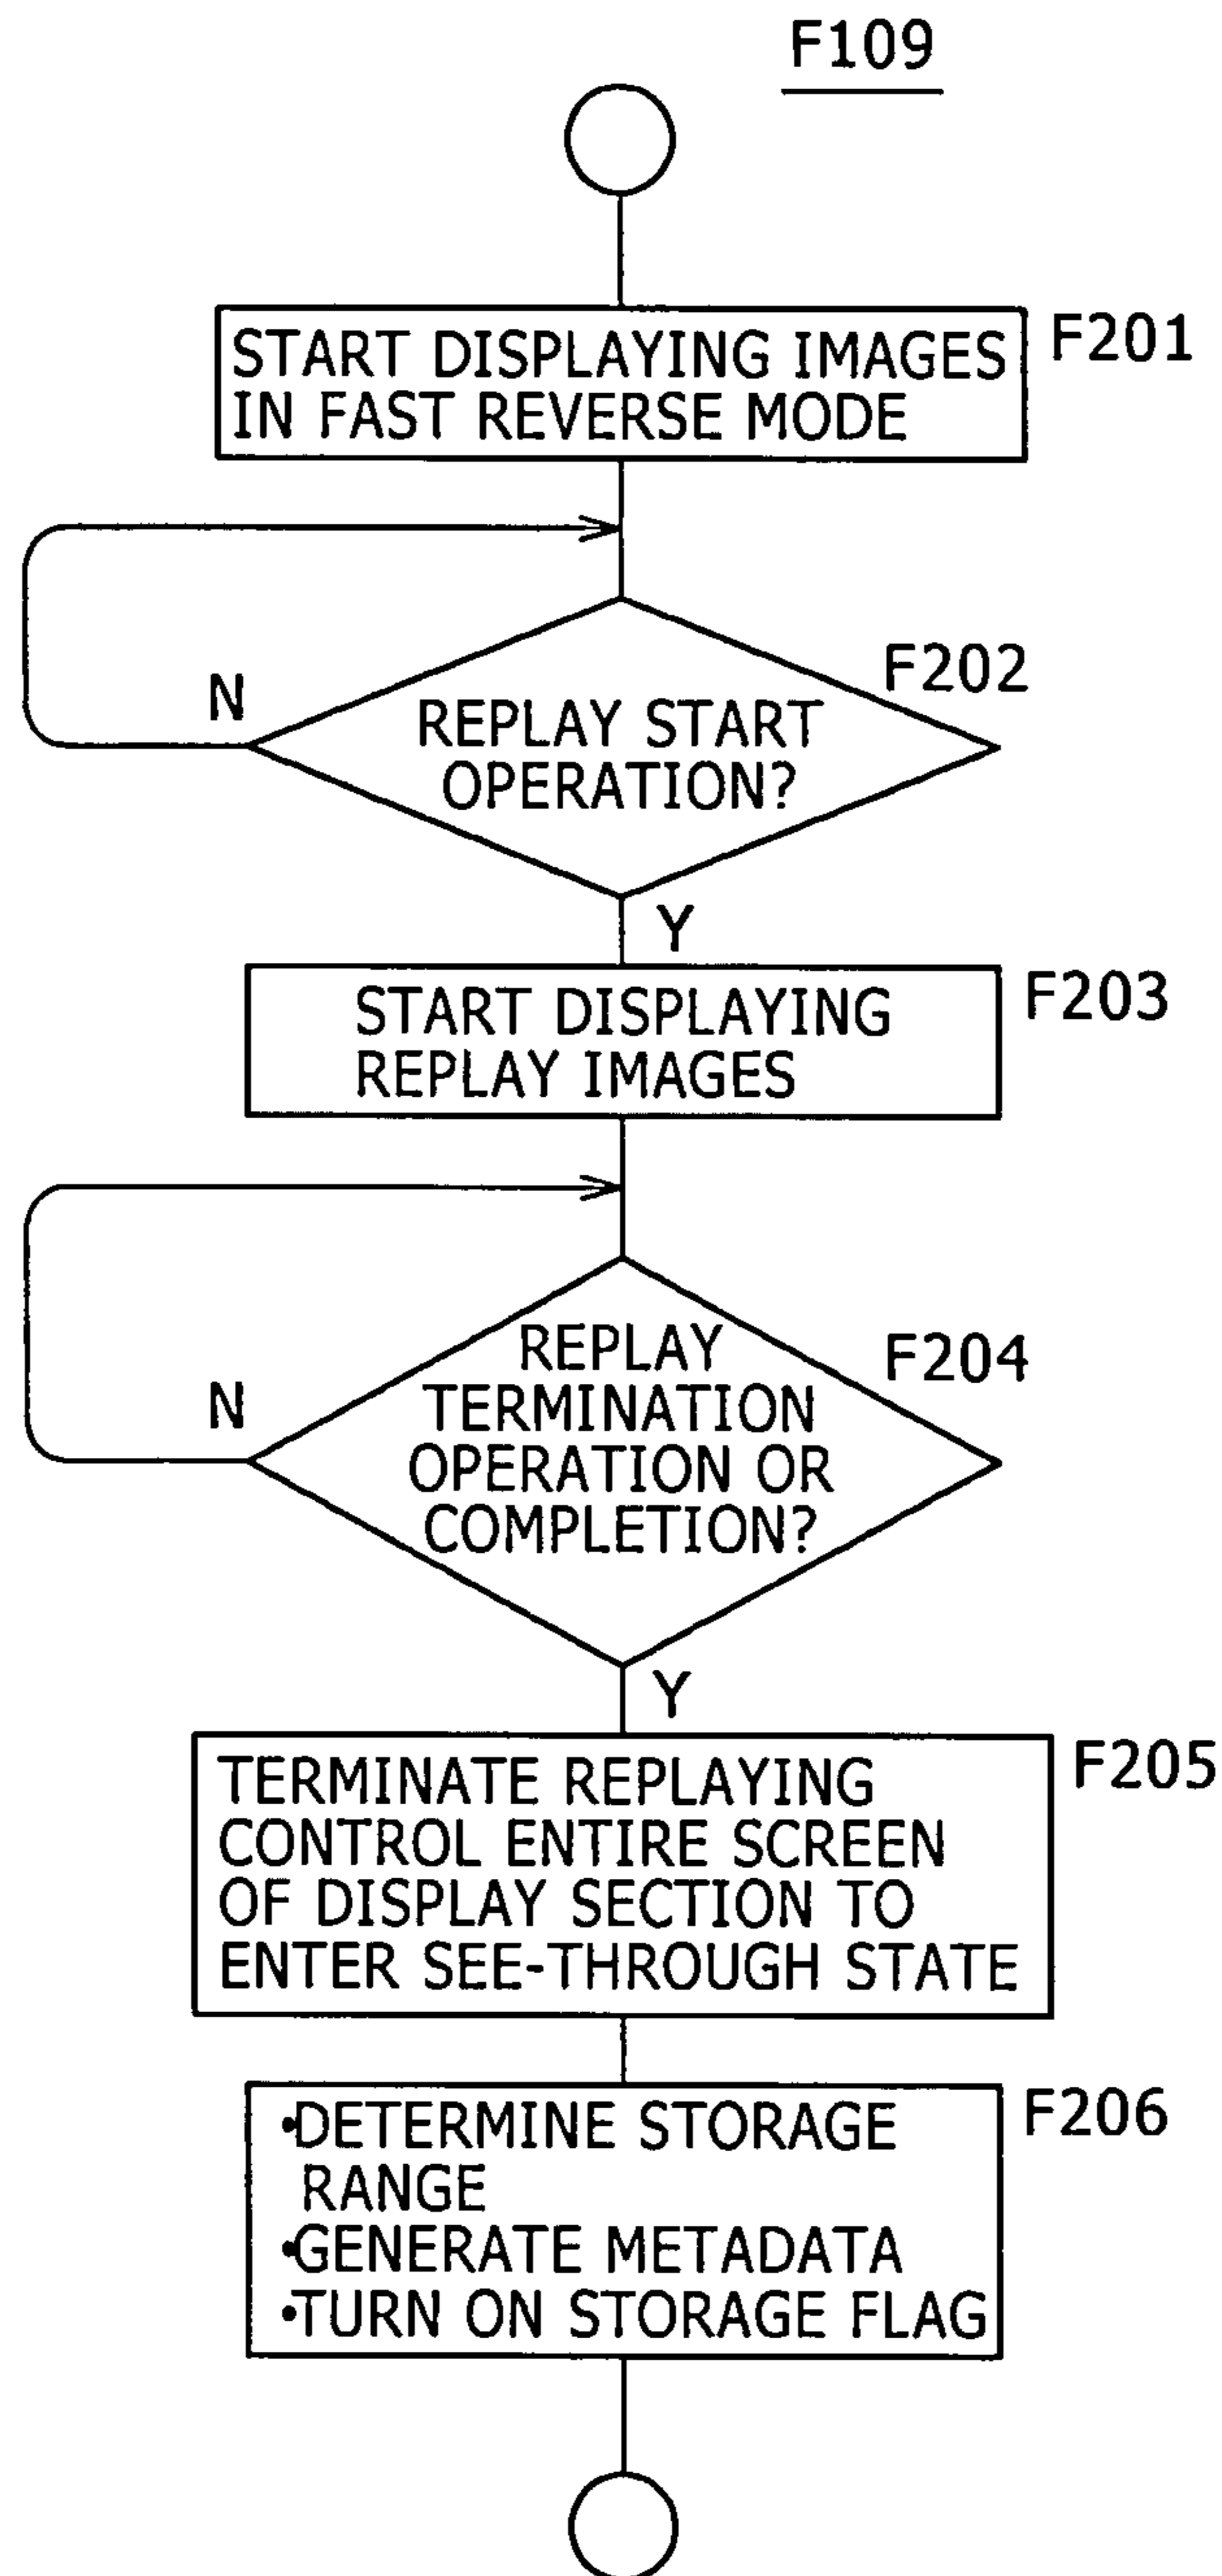 F109
START DISPLAYING IMAGES
IN FAST REVERSE MODE
F201
F202
N
REPLAY START
OPERATION?
Y
START DISPLAYING
REPLAY IMAGES
F203
REPLAY
TERMINATION
OPERATION OR
COMPLETION?
F204
N
Y
TERMINATE REPLAYING
CONTROL ENTIRE SCREEN
OF DISPLAY SECTION TO
ENTER SEE-THROUGH STATE
F205
•DETERMINE STORAGE
RANGE
•GENERATE METADATA
•TURN ON STORAGE FLAG
F206